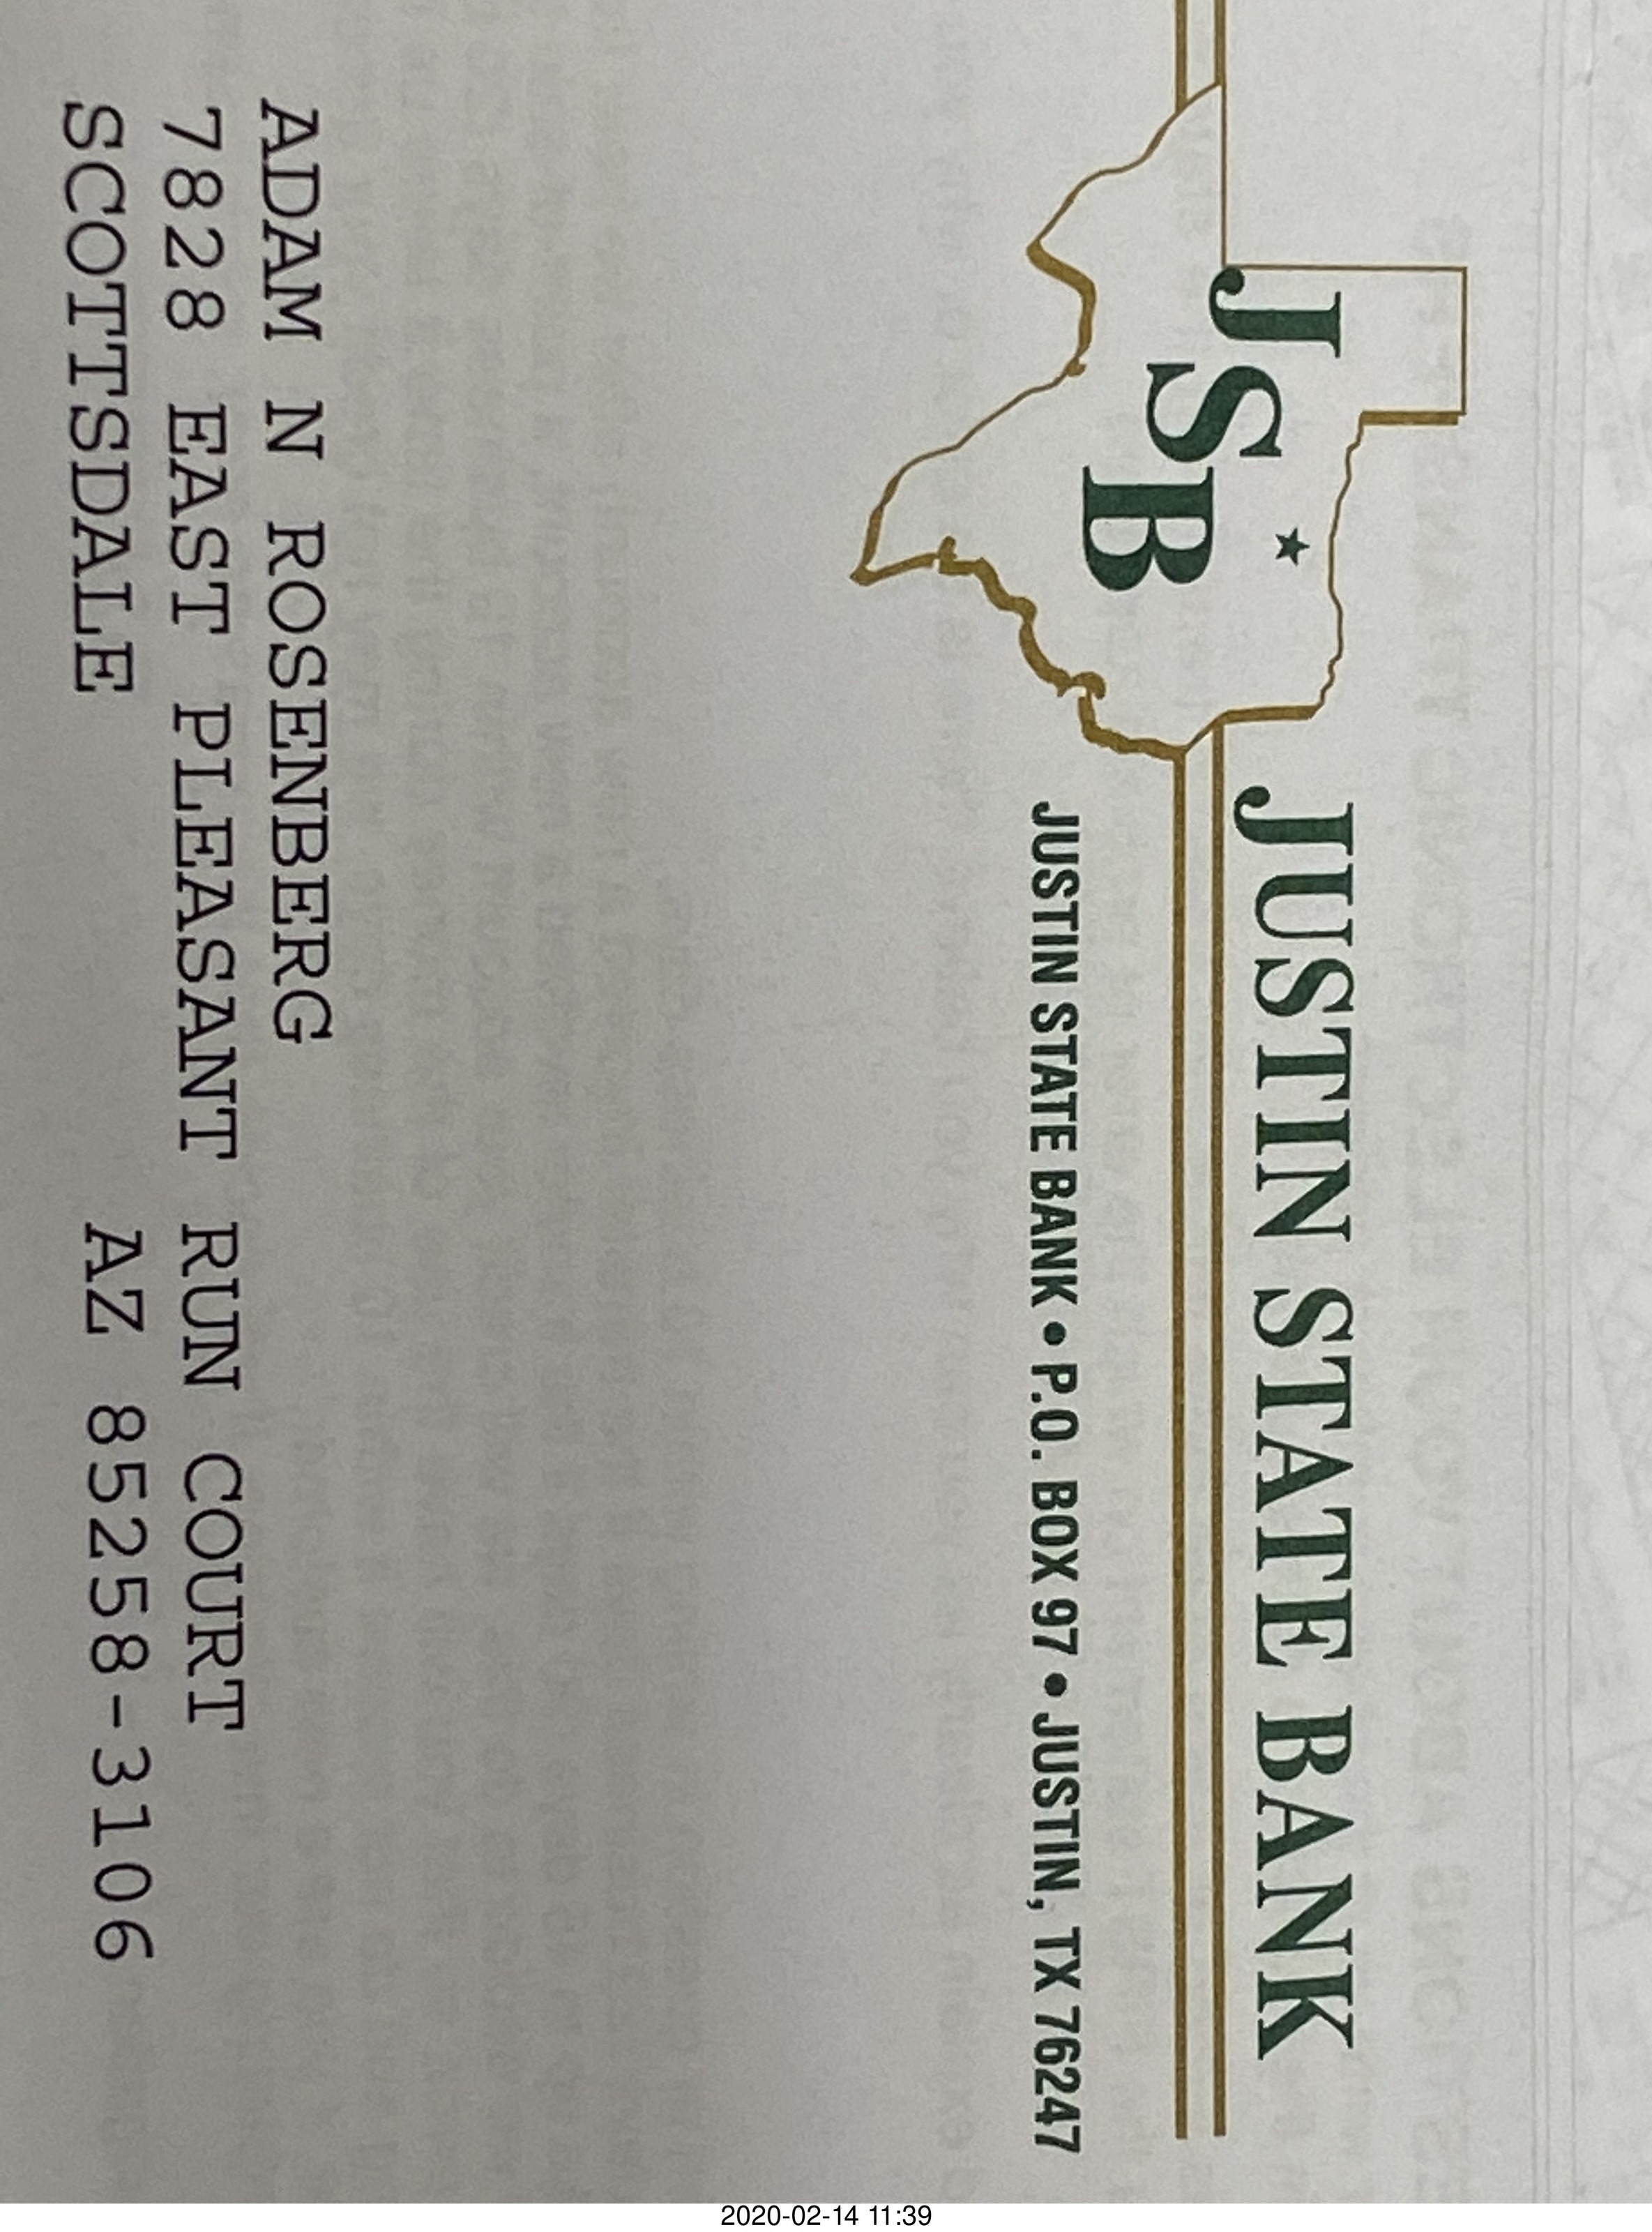 JSB
JUSTIN STATE BANK
JUSTIN STATE BANK • P.O. BOX 97 • JUSTIN, TX 76247
ADAM N ROSENBERG
7828 EAST PLEASANT RUN COURT
SCOTTSDALE AZ 85258-3106
2020-02-14 11:39